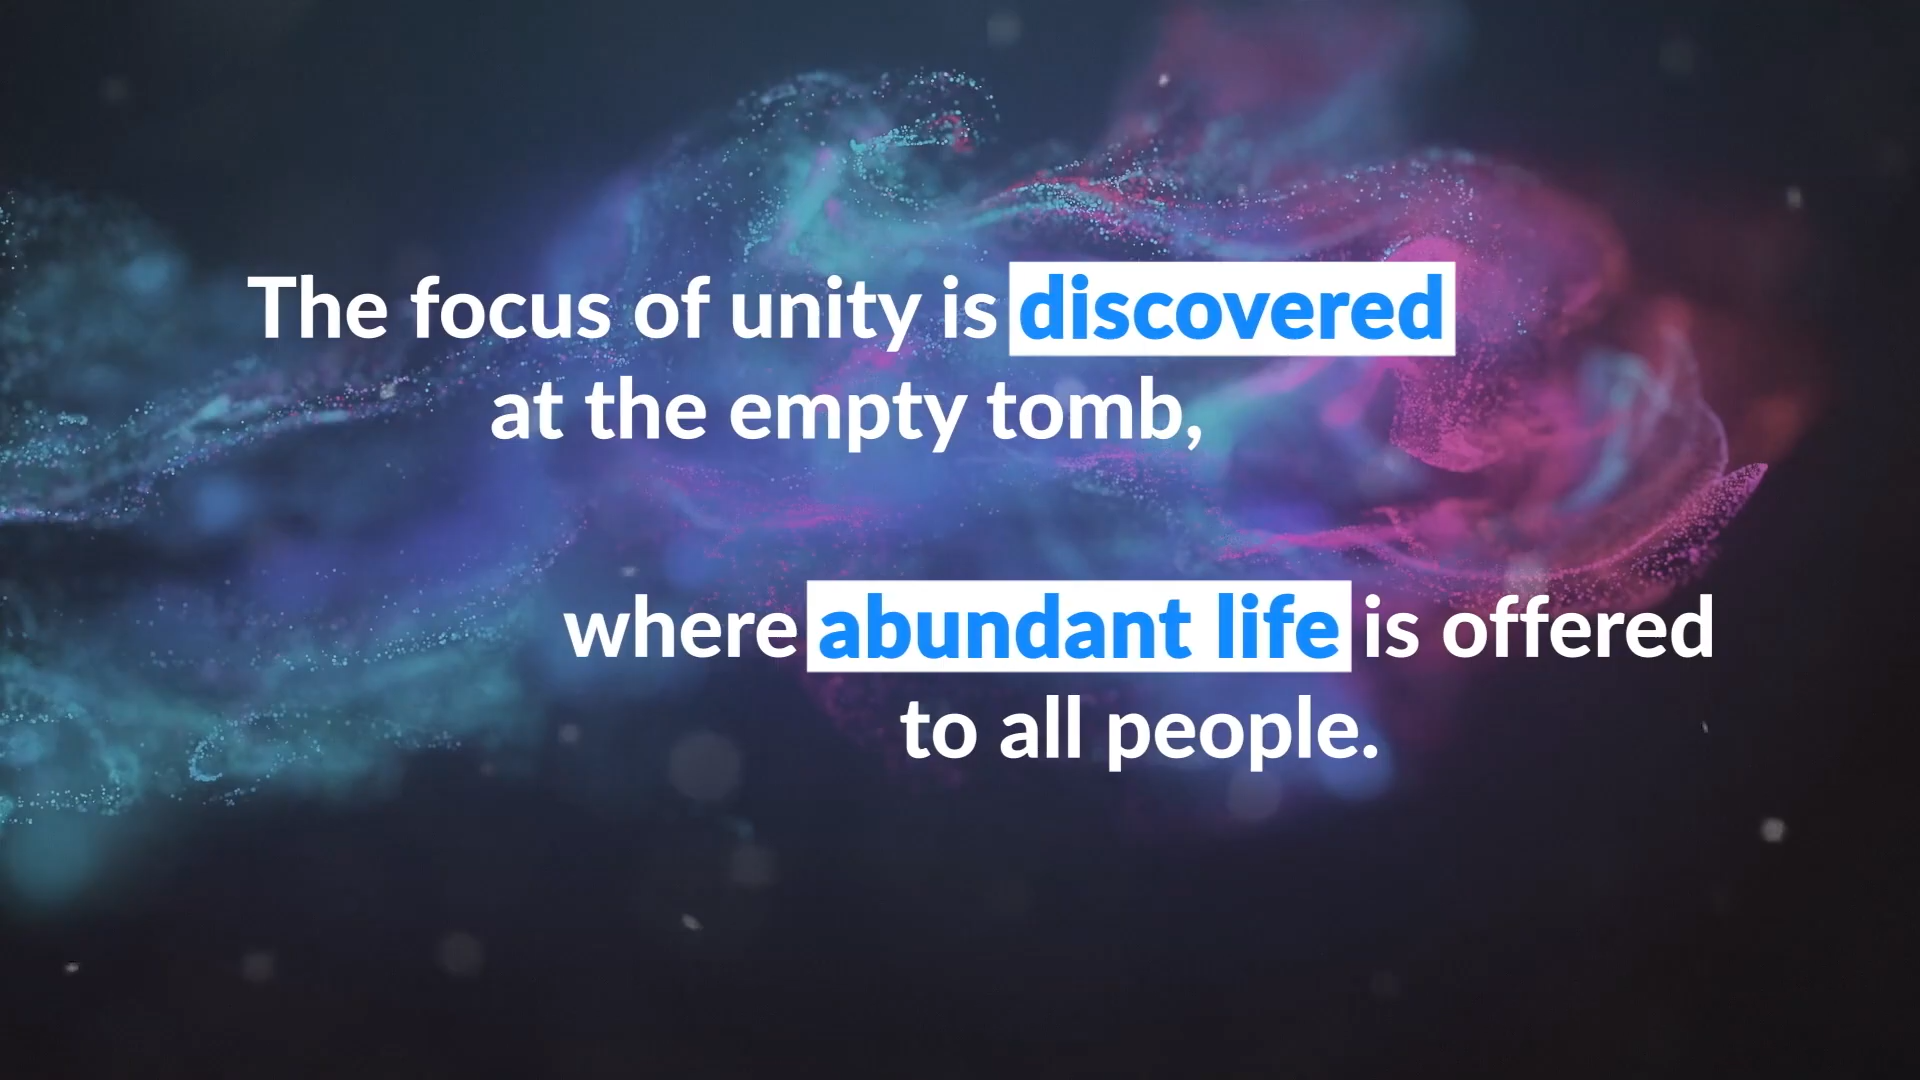 The focus of unity is discovered
at the empty tomb,
where abundant life is offered
to all people.